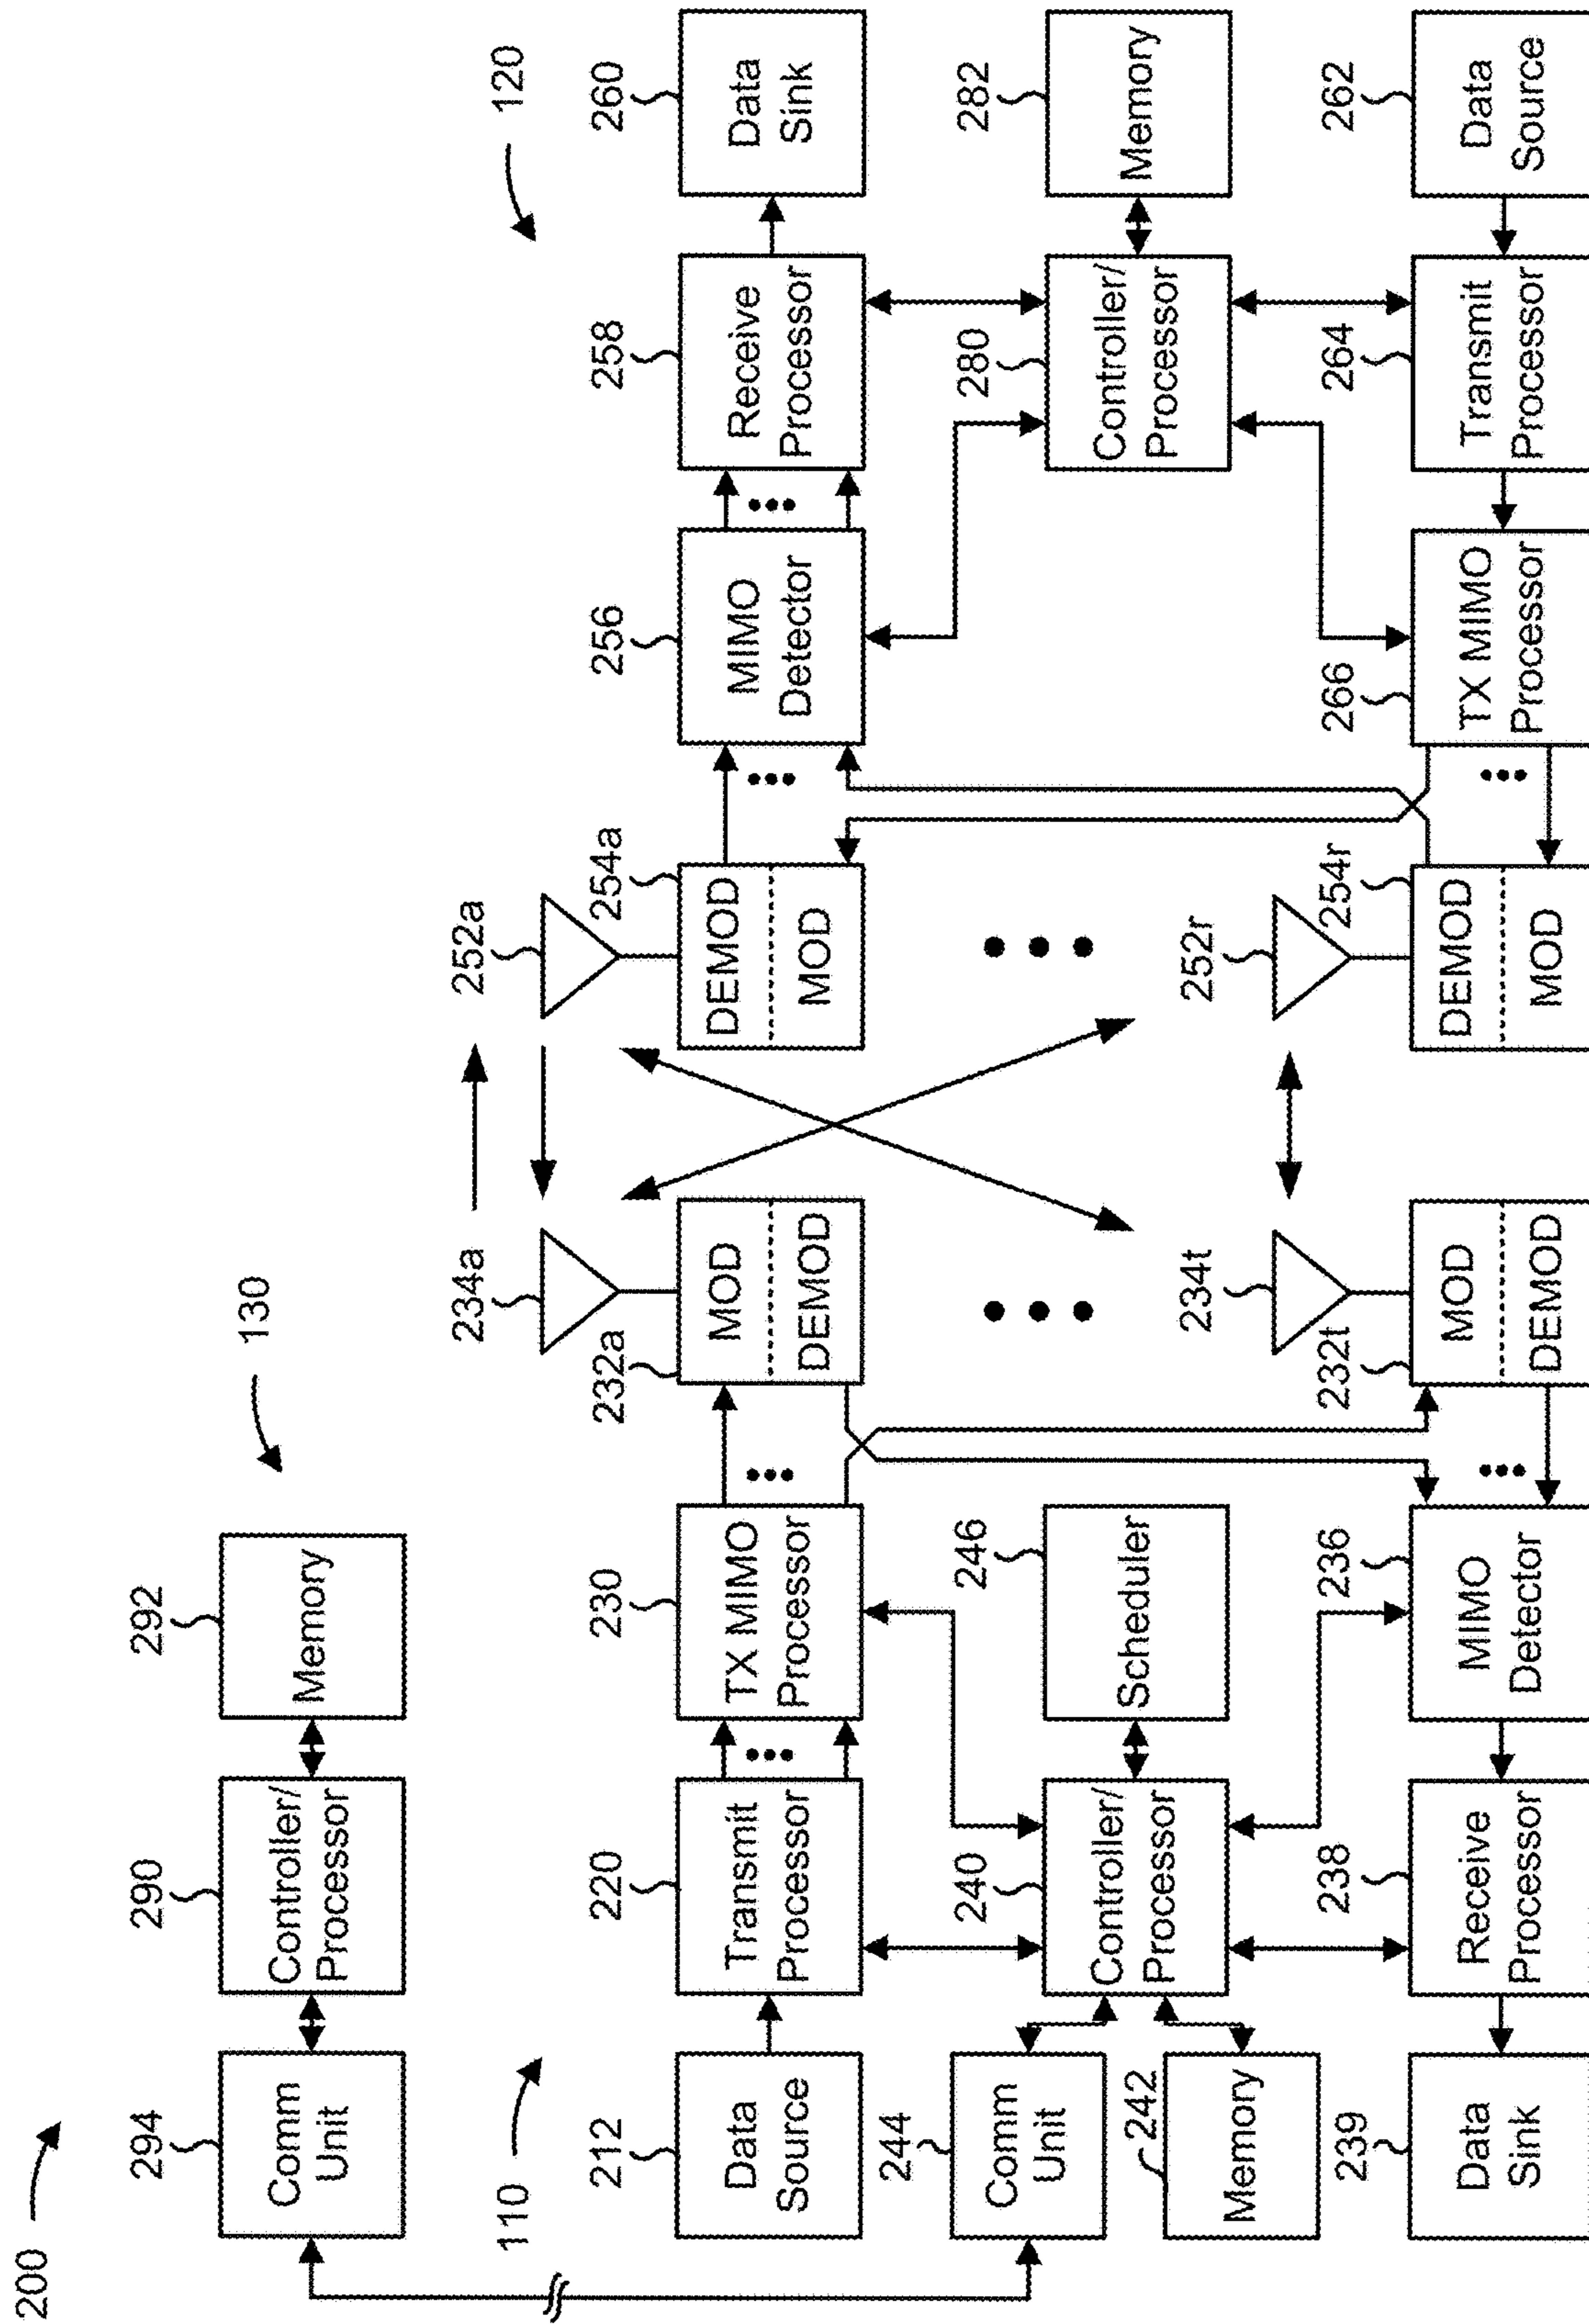 200
294
Comm
Unit
290
Controller/
Processor
292
Memory
130
110
212
Data
Source
220
Transmit
Processor
230
TX MIMO
Processor
232a
MOD
DEMOD
234a
252a
254a
DEMOD
MOD
256
MIMO
Detector
258
Receive
Processor
260
Data
Sink
120
244
Comm
Unit
242
Memory
240
Controller/
Processor
246
Scheduler
280
Controller/
Processor
282
Memory
239
Data
Sink
238
Receive
Processor
236
MIMO
Detector
232t
MOD
DEMOD
234t
252r
254r
DEMOD
MOD
266
TX MIMO
Processor
264
Transmit
Processor
262
Data
Source